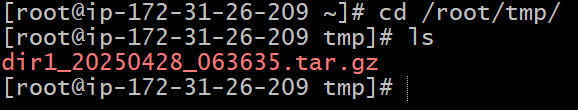 [root@ip-172-31-26-209 ~]# cd /root/tmp/
[root@ip-172-31-26-209 tmp]# ls
dir1_20250428_063635.tar.gz
[root@ip-172-31-26-209 tmp]#